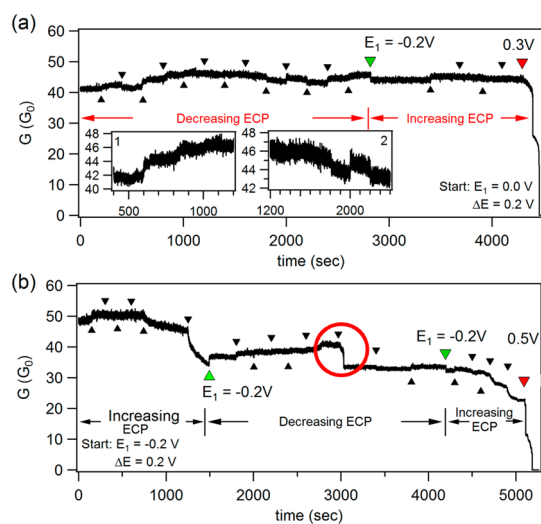 (a)
E₁ = -0.2V
0.3V
60
50
40
30
20
10
0
G (G₀)
Decreasing ECP
Increasing ECP
1
48
46
44
42
40
500
1000
2
48
46
44
42
1200
2000
Start: E₁ = 0.0 V
ΔE = 0.2 V
0
1000
2000
3000
4000
time (sec)
(b)
60
50
40
30
20
10
0
G (G₀)
E₁ = -0.2V
0.5V
E₁ = -0.2V
Increasing
ECP
Start: E₁ = -0.2 V
ΔE = 0.2 V
Decreasing ECP
Increasing
ECP
0
1000
2000
3000
4000
5000
time (sec)